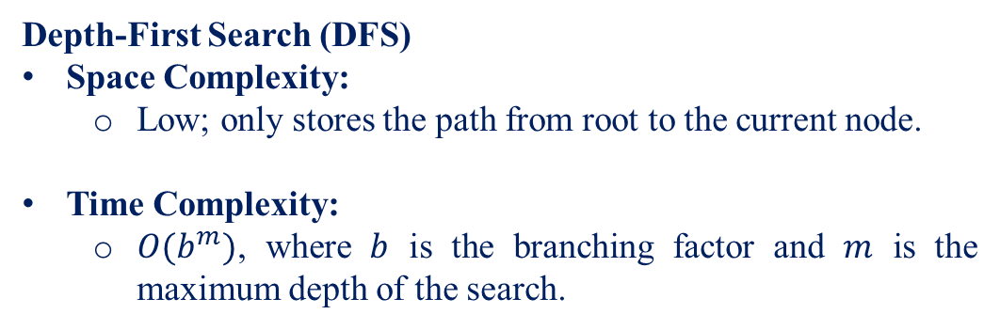 Depth-First Search (DFS)
• Space Complexity:
○ Low; only stores the path from root to the current node.
• Time Complexity:
○ 𝑂(𝑏ᵐ), where 𝑏 is the branching factor and 𝑚 is the
maximum depth of the search.